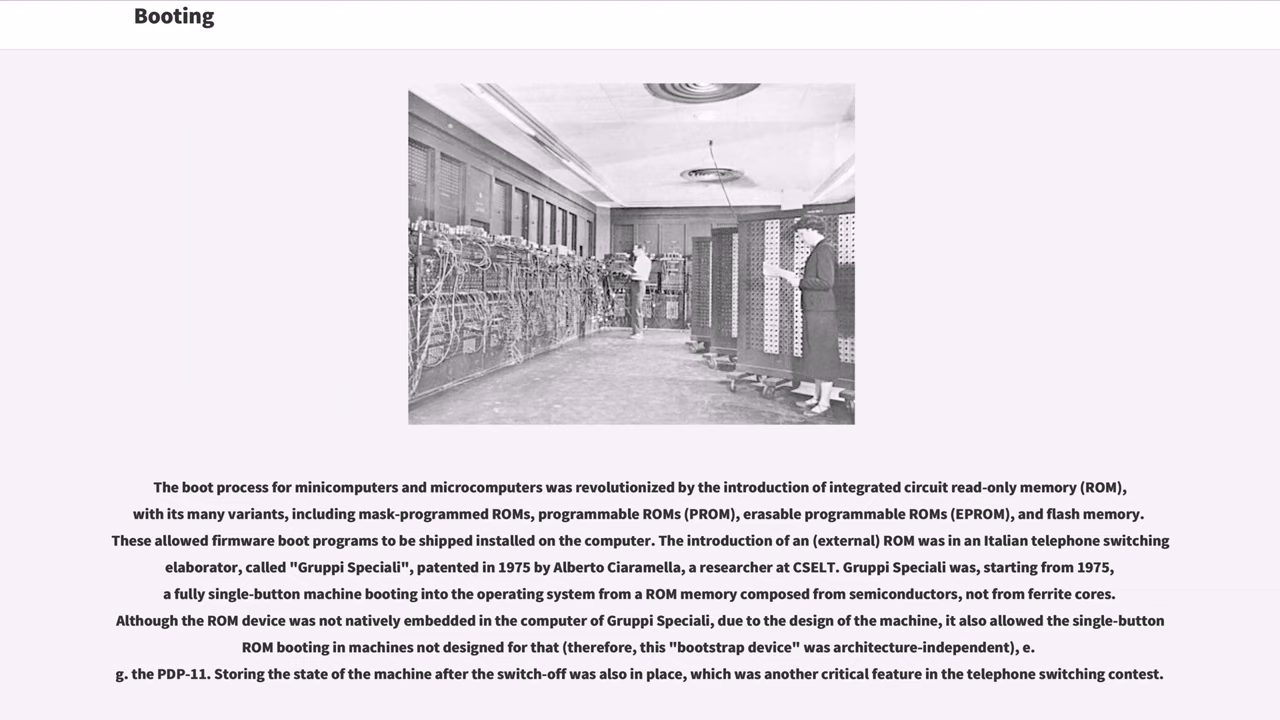 Booting
The boot process for minicomputers and microcomputers was revolutionized by the introduction of integrated circuit read-only memory (ROM),
with its many variants, including mask-programmed ROMs, programmable ROMs (PROM), erasable programmable ROMs (EPROM), and flash memory.
These allowed firmware boot programs to be shipped installed on the computer. The introduction of an (external) ROM was in an Italian telephone switching
elaborator, called "Gruppi Speciali", patented in 1975 by Alberto Ciaramella, a researcher at CSELT. Gruppi Speciali was, starting from 1975,
a fully single-button machine booting into the operating system from a ROM memory composed from semiconductors, not from ferrite cores.
Although the ROM device was not natively embedded in the computer of Gruppi Speciali, due to the design of the machine, it also allowed the single-button
ROM booting in machines not designed for that (therefore, this "bootstrap device" was architecture-independent), e.
g. the PDP-11. Storing the state of the machine after the switch-off was also in place, which was another critical feature in the telephone switching contest.